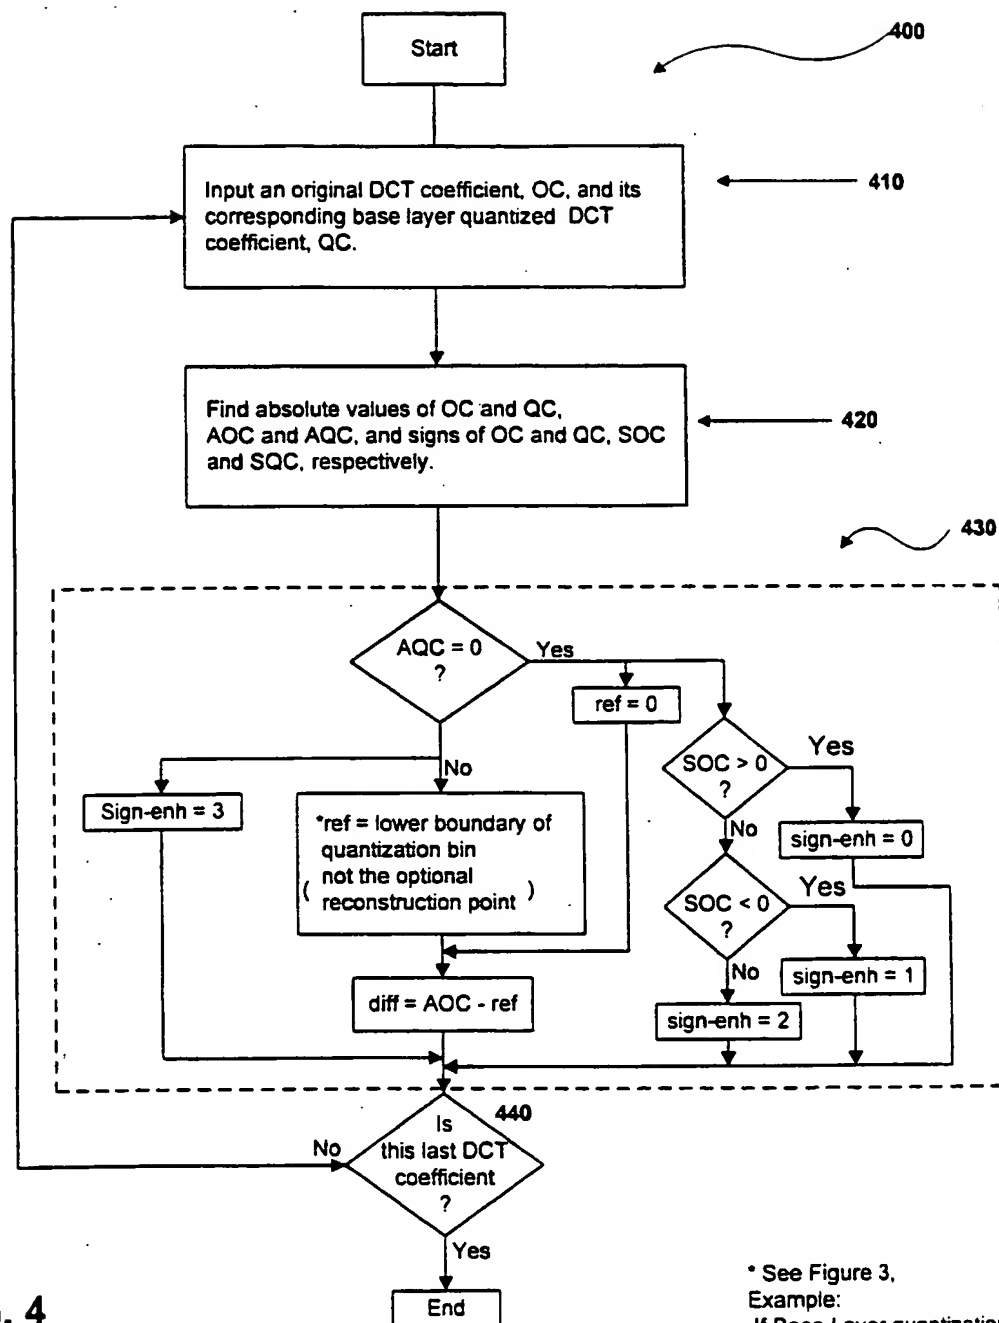 Start
400
Input an original DCT coefficient, OC, and its
corresponding base layer quantized DCT
coefficient, QC.
410
Find absolute values of OC and QC,
AOC and AQC, and signs of OC and QC, SOC
and SQC, respectively.
420
430
AQC = 0
?
Yes
ref = 0
SOC > 0
?
Yes
No
Sign-enh = 3
*ref = lower boundary of
quantization bin
not the optional
( reconstruction point )
No
sign-enh = 0
SOC < 0
?
Yes
No
sign-enh = 1
diff = AOC - ref
sign-enh = 2
440
Is
this last DCT
coefficient
?
No
Yes
End
* See Figure 3,
Example:
4